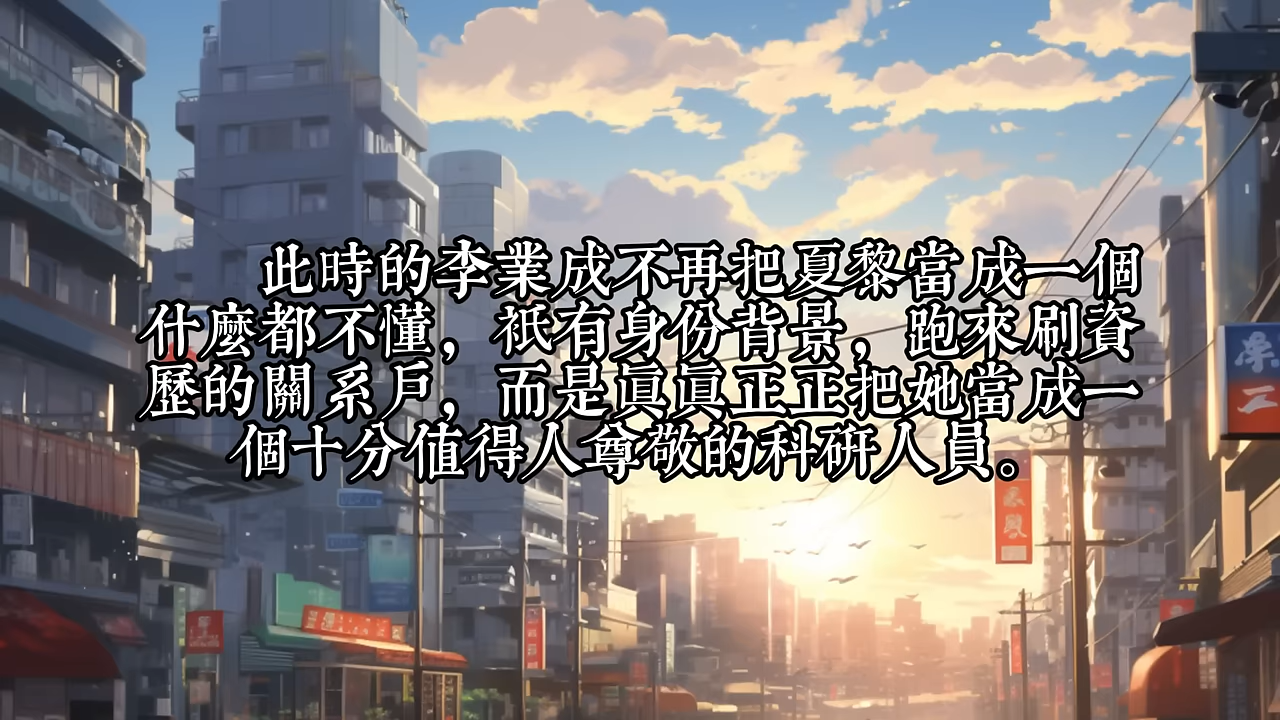 此時的李業成不再把夏黎當成一個
什麼都不懂，衹有身份背景，跑來刷資
歷的關系戶，而是眞眞正正把她當成一
個十分值得人尊敬的科研人員。